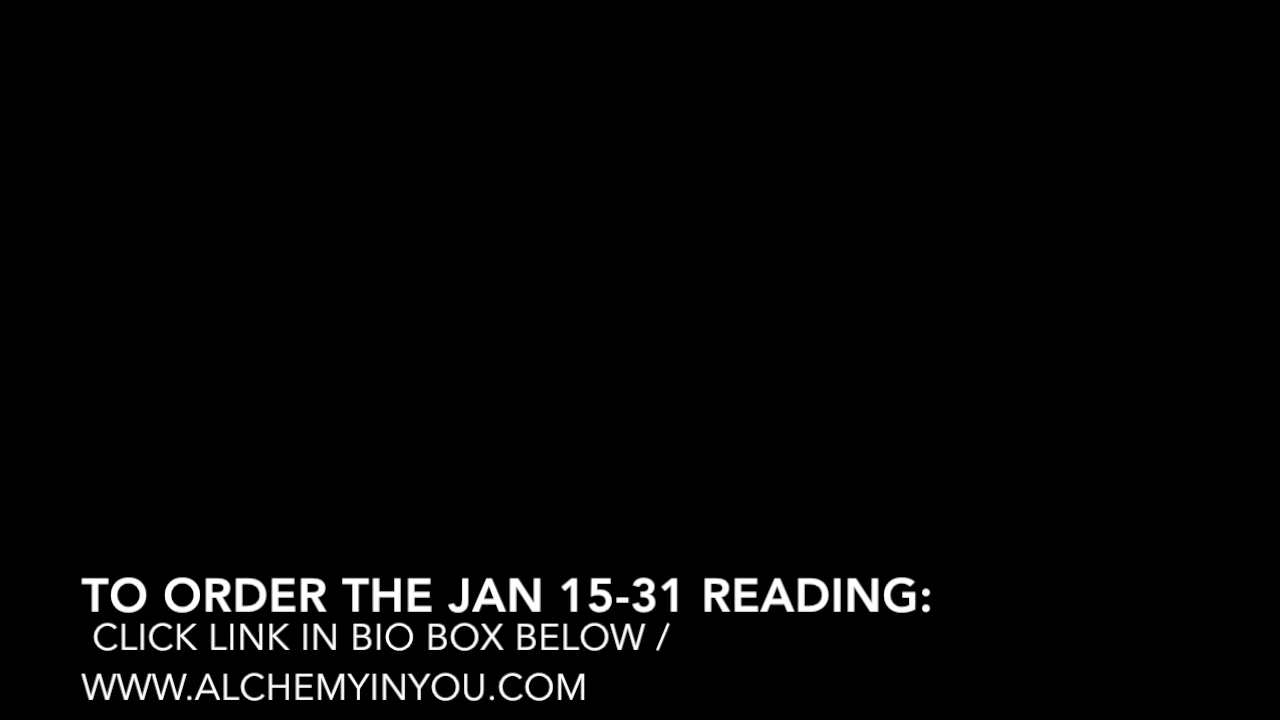 TO ORDER THE JAN 15-31 READING:
CLICK LINK IN BIO BOX BELOW /
WWW.ALCHEMYINYOU.COM